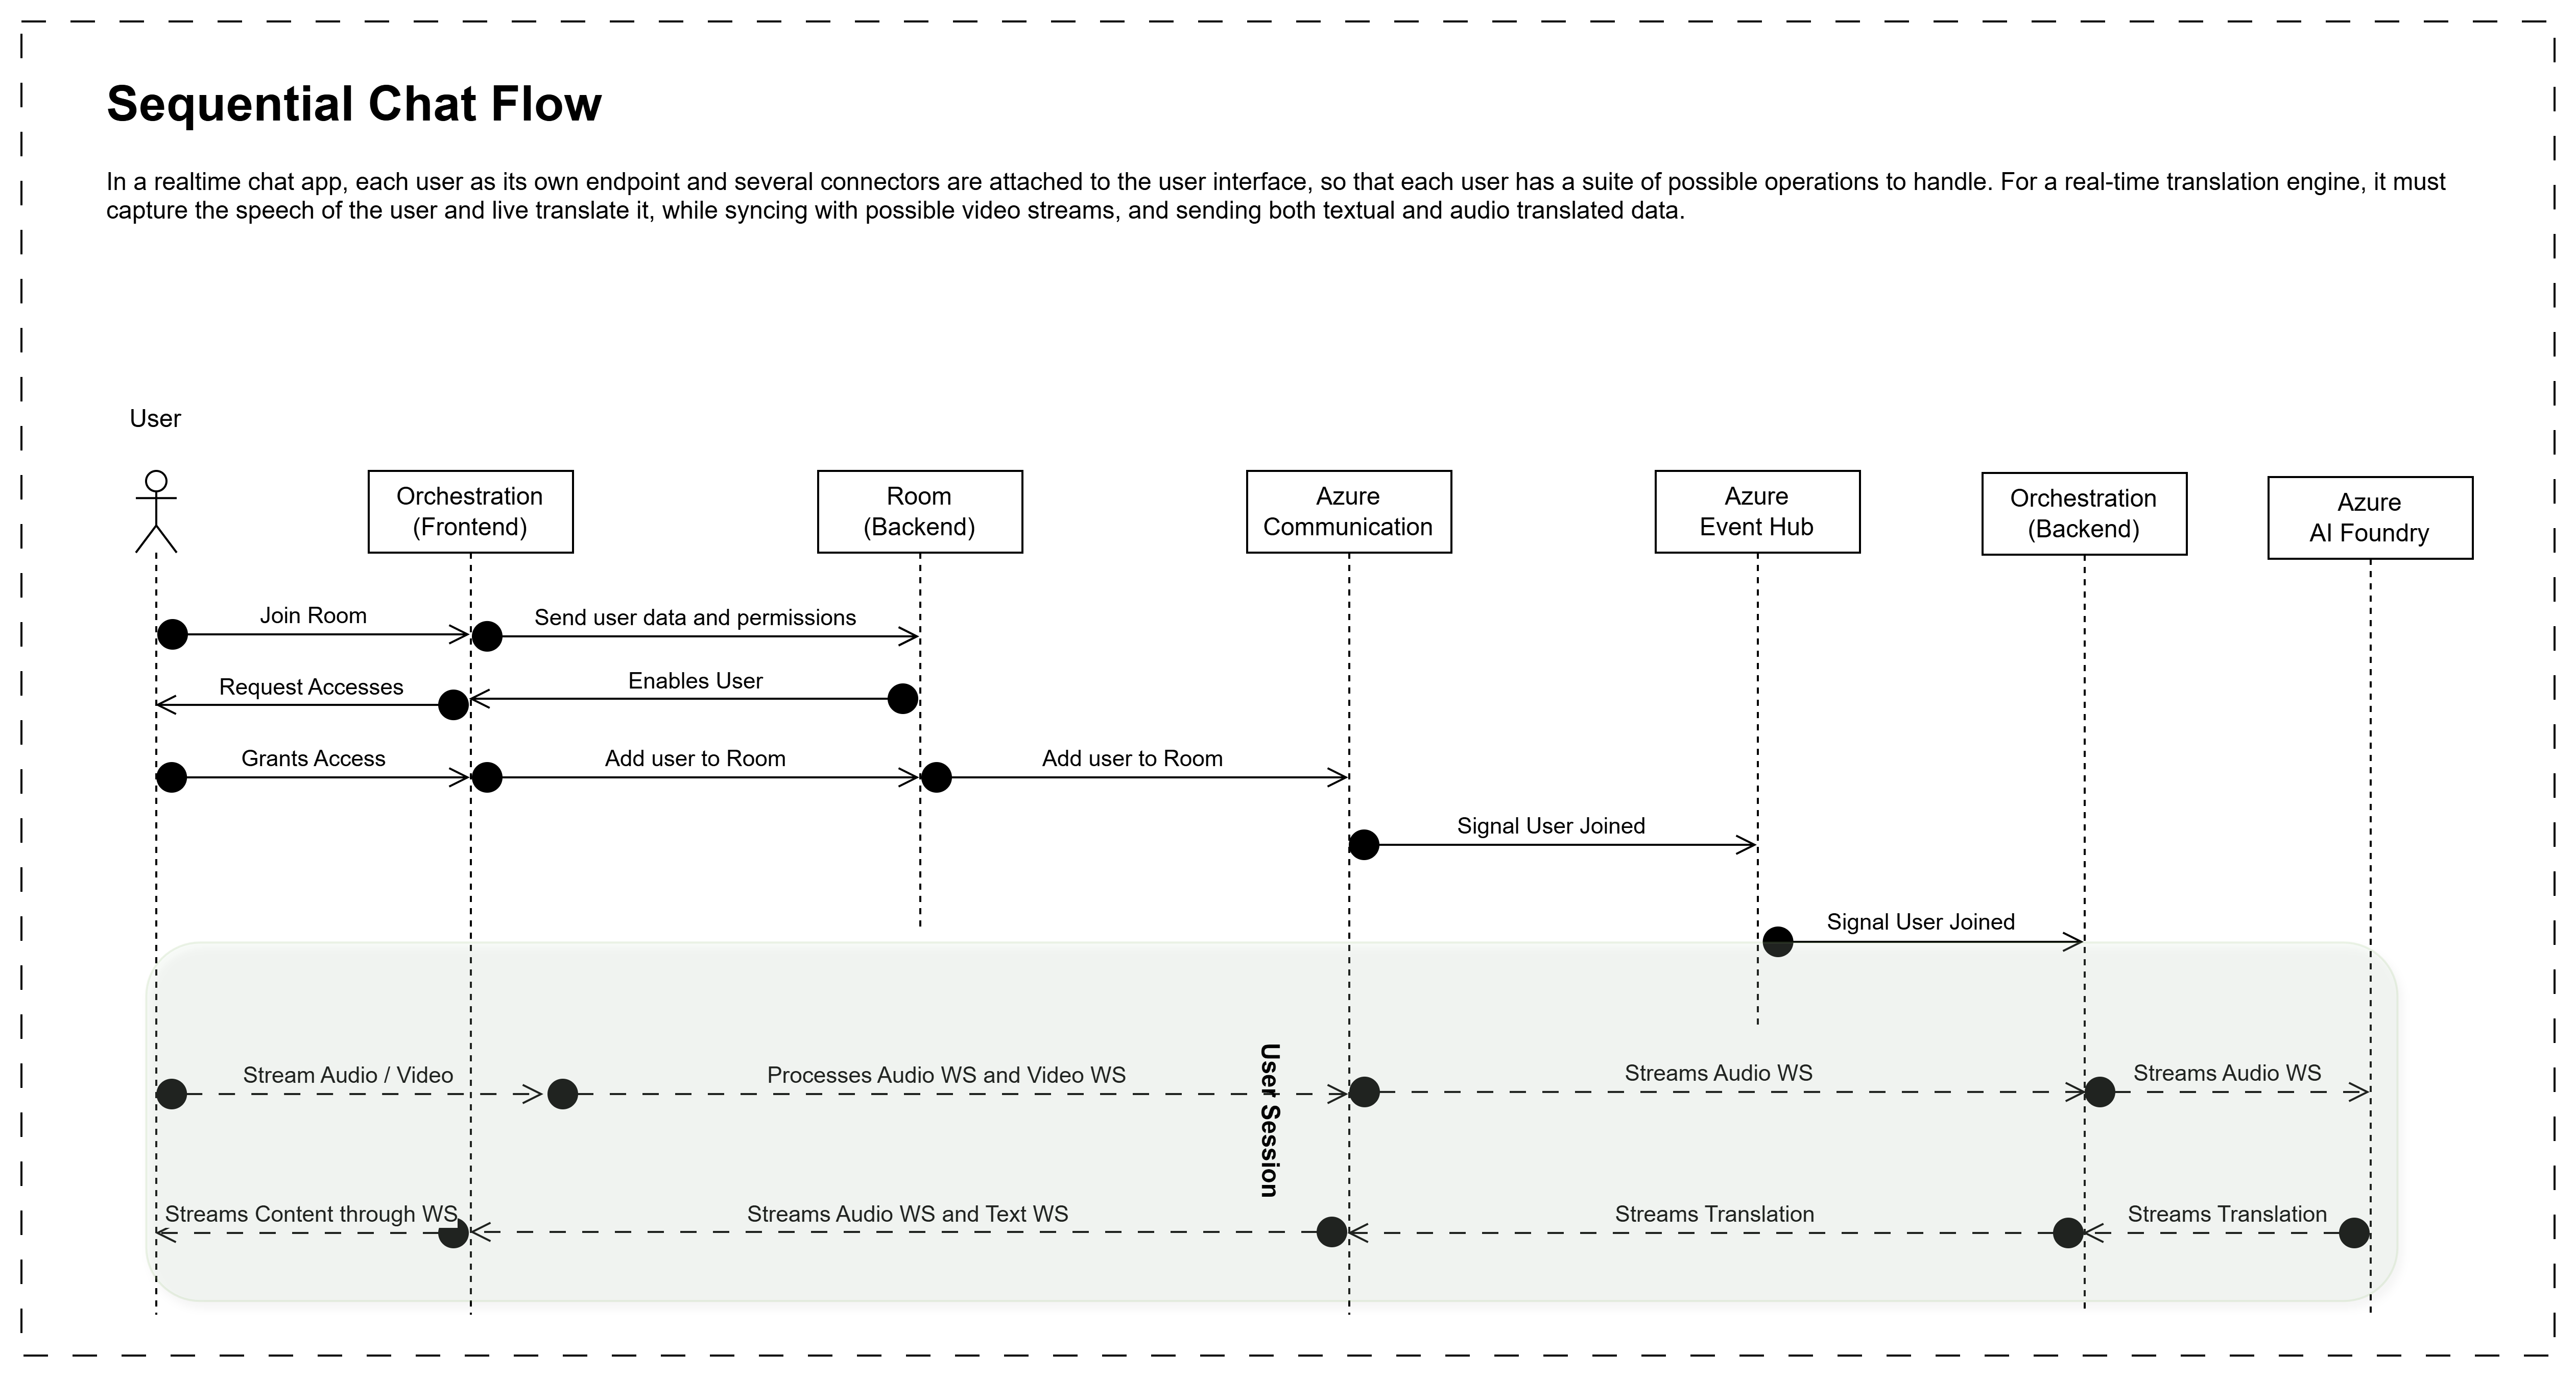 Sequential Chat Flow
In a realtime chat app, each user as its own endpoint and several connectors are attached to the user interface, so that each user has a suite of possible operations to handle. For a real-time translation engine, it must
capture the speech of the user and live translate it, while syncing with possible video streams, and sending both textual and audio translated data.
User
Orchestration
(Frontend)
Room
(Backend)
Azure
Communication
Azure
Event Hub
Orchestration
(Backend)
Azure
AI Foundry
Join Room
Send user data and permissions
Request Accesses
Enables User
Grants Access
Add user to Room
Add user to Room
Signal User Joined
Signal User Joined
User Session
Stream Audio / Video
Processes Audio WS and Video WS
Streams Audio WS
Streams Audio WS
Streams Content through WS
Streams Audio WS and Text WS
Streams Translation
Streams Translation